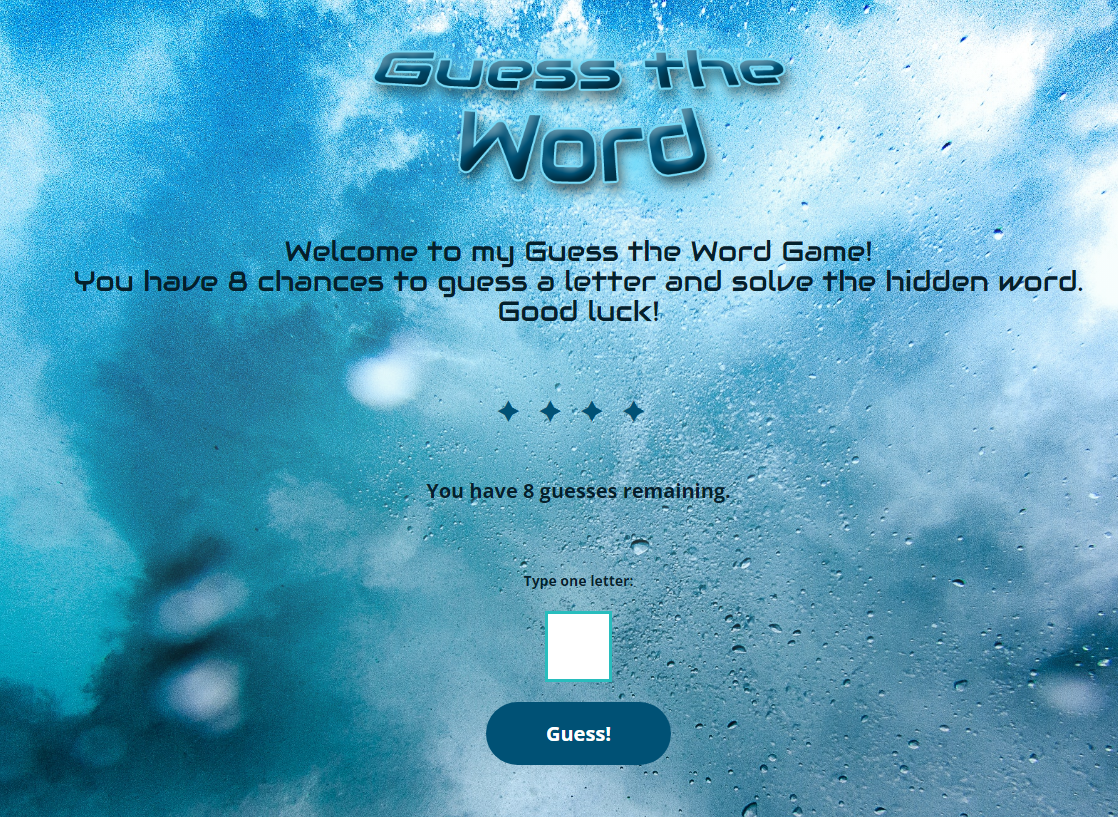 Guess the
Word
Welcome to my Guess the Word Game!
You have 8 chances to guess a letter and solve the hidden word.
Good luck!
You have 8 guesses remaining.
Type one letter:
Guess!